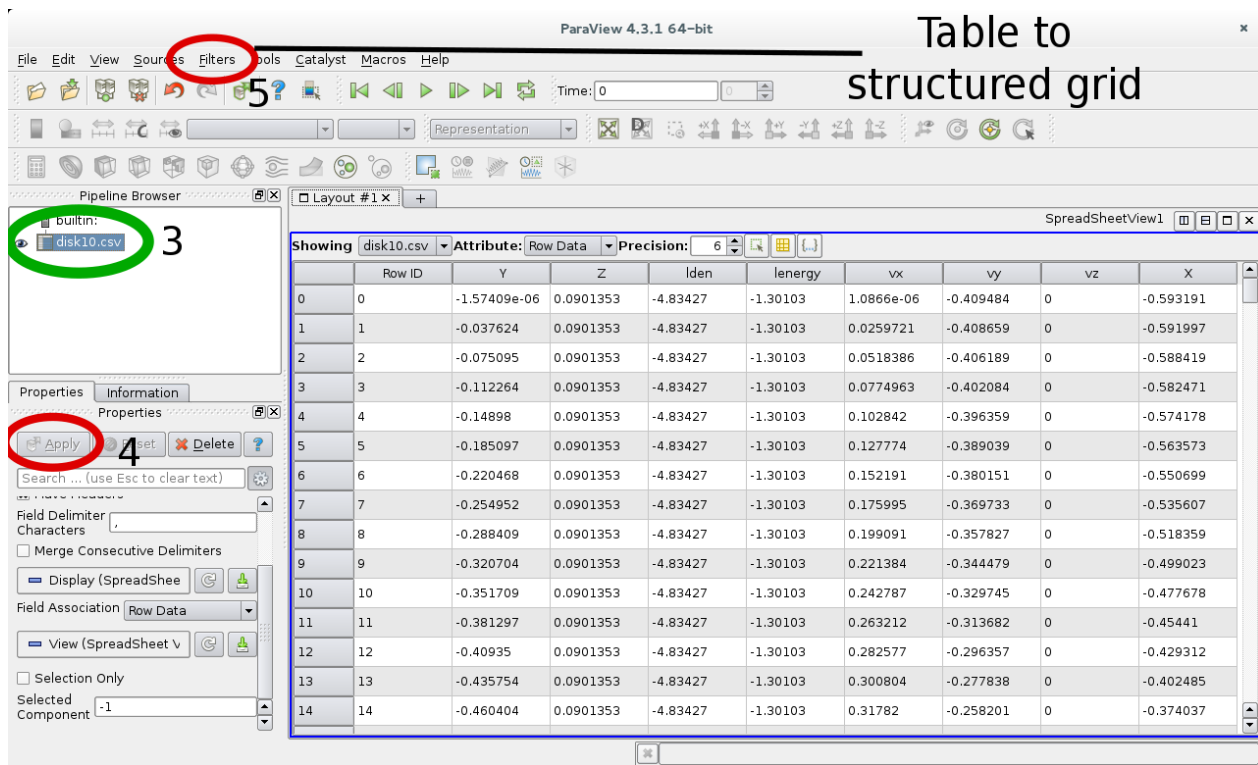 ParaView 4.3.1 64-bit
Table to
structured grid
File Edit View Sources Filters Tools Catalyst Macros Help
5
Time: 0 0
Representation
Pipeline Browser
builtin:
disk10.csv
3
Layout #1 +
SpreadSheetView1
Showing disk10.csv Attribute: Row Data Precision: 6
Row ID Y Z lden lenergy vx vy vz X
0 0 -1.57409e-06 0.0901353 -4.83427 -1.30103 1.0866e-06 -0.409484 0 -0.593191
1 1 -0.037624 0.0901353 -4.83427 -1.30103 0.0259721 -0.408659 0 -0.591997
2 2 -0.075095 0.0901353 -4.83427 -1.30103 0.0518386 -0.406189 0 -0.588419
3 3 -0.112264 0.0901353 -4.83427 -1.30103 0.0774963 -0.402084 0 -0.582471
4 4 -0.14898 0.0901353 -4.83427 -1.30103 0.102842 -0.396359 0 -0.574178
5 5 -0.185097 0.0901353 -4.83427 -1.30103 0.127774 -0.389039 0 -0.563573
6 6 -0.220468 0.0901353 -4.83427 -1.30103 0.152191 -0.380151 0 -0.550699
7 7 -0.254952 0.0901353 -4.83427 -1.30103 0.175995 -0.369733 0 -0.535607
8 8 -0.288409 0.0901353 -4.83427 -1.30103 0.199091 -0.357827 0 -0.518359
9 9 -0.320704 0.0901353 -4.83427 -1.30103 0.221384 -0.344479 0 -0.499023
10 10 -0.351709 0.0901353 -4.83427 -1.30103 0.242787 -0.329745 0 -0.477678
11 11 -0.381297 0.0901353 -4.83427 -1.30103 0.263212 -0.313682 0 -0.45441
12 12 -0.40935 0.0901353 -4.83427 -1.30103 0.282577 -0.296357 0 -0.429312
13 13 -0.435754 0.0901353 -4.83427 -1.30103 0.300804 -0.277838 0 -0.402485
14 14 -0.460404 0.0901353 -4.83427 -1.30103 0.31782 -0.258201 0 -0.374037
Properties Information
Properties
Apply Reset Delete ?
4
Search ... (use Esc to clear text)
Have Headers
Field Delimiter
Characters ,
Merge Consecutive Delimiters
Display (SpreadShee
Field Association Row Data
View (SpreadSheet V
Selection Only
Selected
Component -1